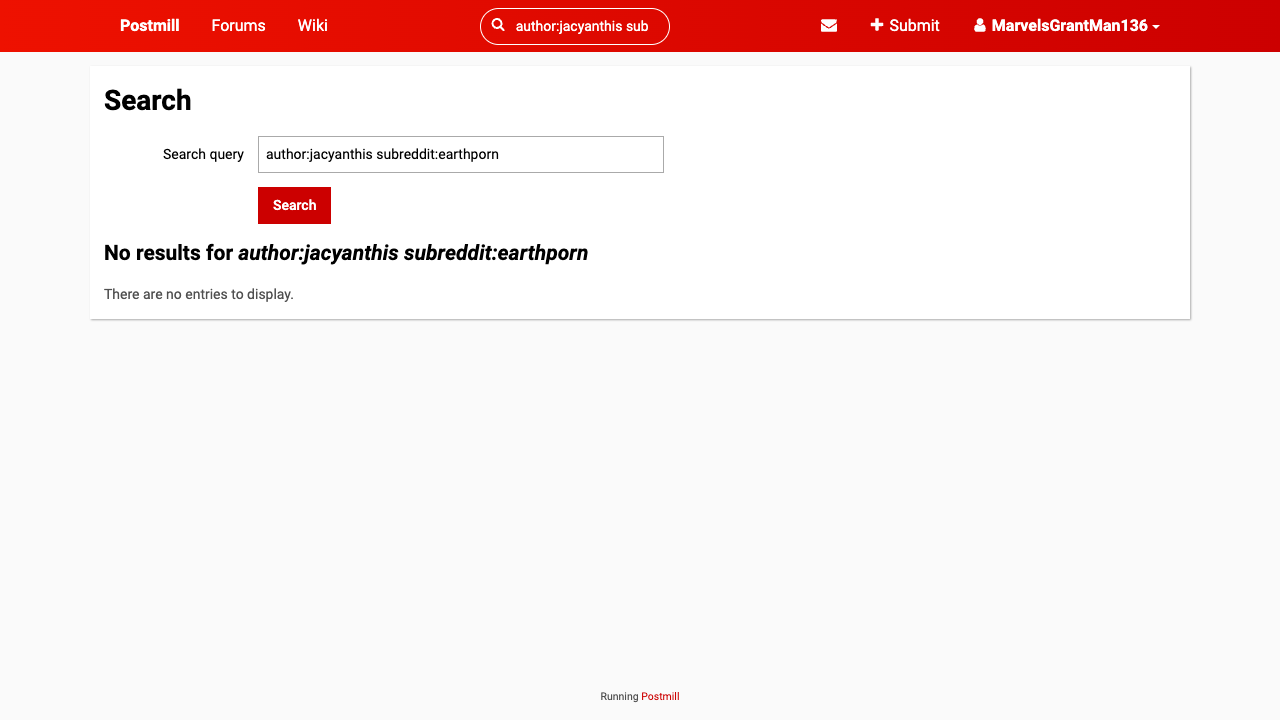 Postmill Forums Wiki author:jacyanthis sub Submit MarvelsGrantMan136
Search
Search query author:jacyanthis subreddit:earthporn
Search
No results for author:jacyanthis subreddit:earthporn
There are no entries to display.
Running Postmill